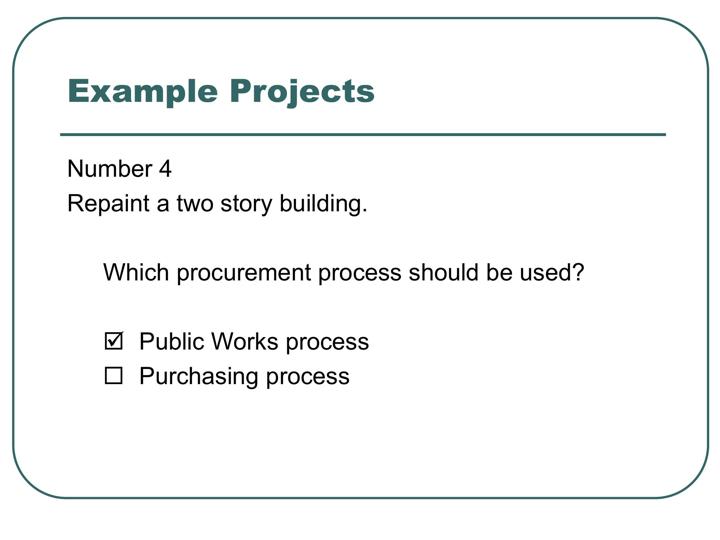 Example Projects
Number 4
Repaint a two story building.
Which procurement process should be used?
☑ Public Works process
☐ Purchasing process